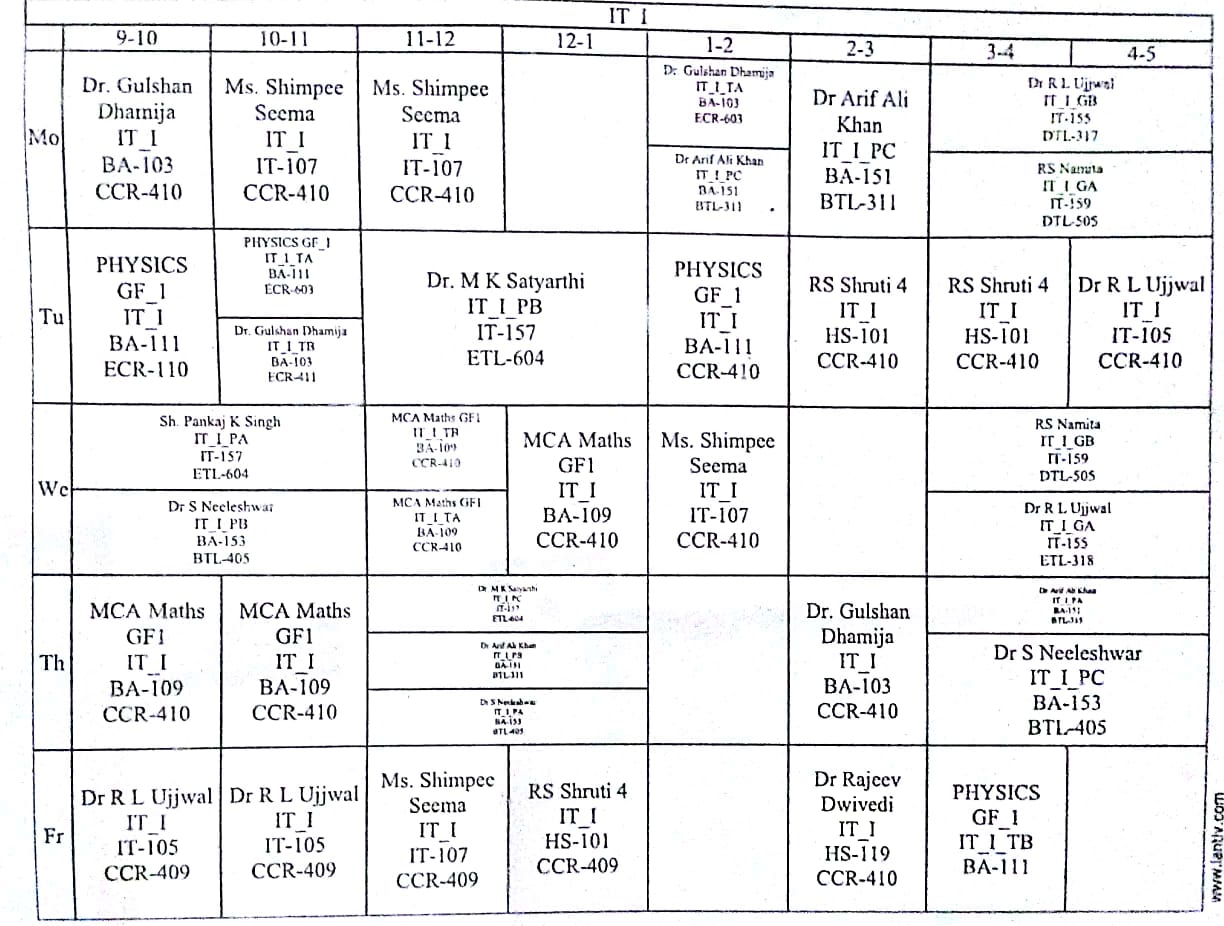 IT_I
9-10
10-11
11-12
12-1
1-2
2-3
3-4
4-5
Mo
Dr. Gulshan
Dhamija
IT_I
BA-103
CCR-410
Ms. Shimpee
Seema
IT_I
IT-107
CCR-410
Ms. Shimpee
Seema
IT_I
IT-107
CCR-410
Dr. Gulshan Dhamija
IT_I_TA
BA-103
ECR-603
Dr Arif Ali Khan
IT_I_PC
BA-151
BTL-311
Dr Arif Ali
Khan
IT_I_PC
BA-151
BTL-311
Dr R L Ujjwal
IT_I_GB
IT-155
DTL-317
RS Namita
IT_I_GA
IT-159
DTL-505
Tu
PHYSICS
GF_1
IT_I
BA-111
ECR-110
PHYSICS GF_1
IT_I_TA
BA-111
ECR-603
Dr. Gulshan Dhamija
IT_I_TB
BA-103
ECR-411
Dr. M K Satyarthi
IT_I_PB
IT-157
ETL-604
PHYSICS
GF_1
IT_I
BA-111
CCR-410
RS Shruti 4
IT_I
HS-101
CCR-410
RS Shruti 4
IT_I
HS-101
CCR-410
Dr R L Ujjwal
IT_I
IT-105
CCR-410
We
Sh. Pankaj K Singh
IT_I_PA
IT-157
ETL-604
Dr S Neeleshwar
IT_I_PB
BA-153
BTL-405
MCA Maths GF1
IT_I_TB
BA-109
CCR-410
MCA Maths GF1
IT_I_TA
BA-109
CCR-410
MCA Maths
GF1
IT_I
BA-109
CCR-410
Ms. Shimpee
Seema
IT_I
IT-107
CCR-410
RS Namita
IT_I_GB
IT-159
DTL-505
Dr R L Ujjwal
IT_I_GA
IT-155
ETL-318
Th
MCA Maths
GF1
IT_I
BA-109
CCR-410
MCA Maths
GF1
IT_I
BA-109
CCR-410
Dr M K Satyarthi
IT_I_PC
IT-157
ETL-604
Dr Arif Ali Khan
IT_I_PB
BA-151
BTL-311
Dr S Neeleshwar
IT_I_PA
BA-153
BTL-405
Dr. Gulshan
Dhamija
IT_I
BA-103
CCR-410
Dr Arif Ali Khan
IT_I_PA
BA-151
Dr S Neeleshwar
IT_I_PC
BA-153
BTL-405
Fr
Dr R L Ujjwal
IT_I
IT-105
CCR-409
Dr R L Ujjwal
IT_I
IT-105
CCR-409
Ms. Shimpee
Seema
IT_I
IT-107
CCR-409
RS Shruti 4
IT_I
HS-101
CCR-409
Dr Rajeev
Dwivedi
IT_I
HS-119
CCR-410
PHYSICS
GF_1
IT_I_TB
BA-111
www.lantiv.com